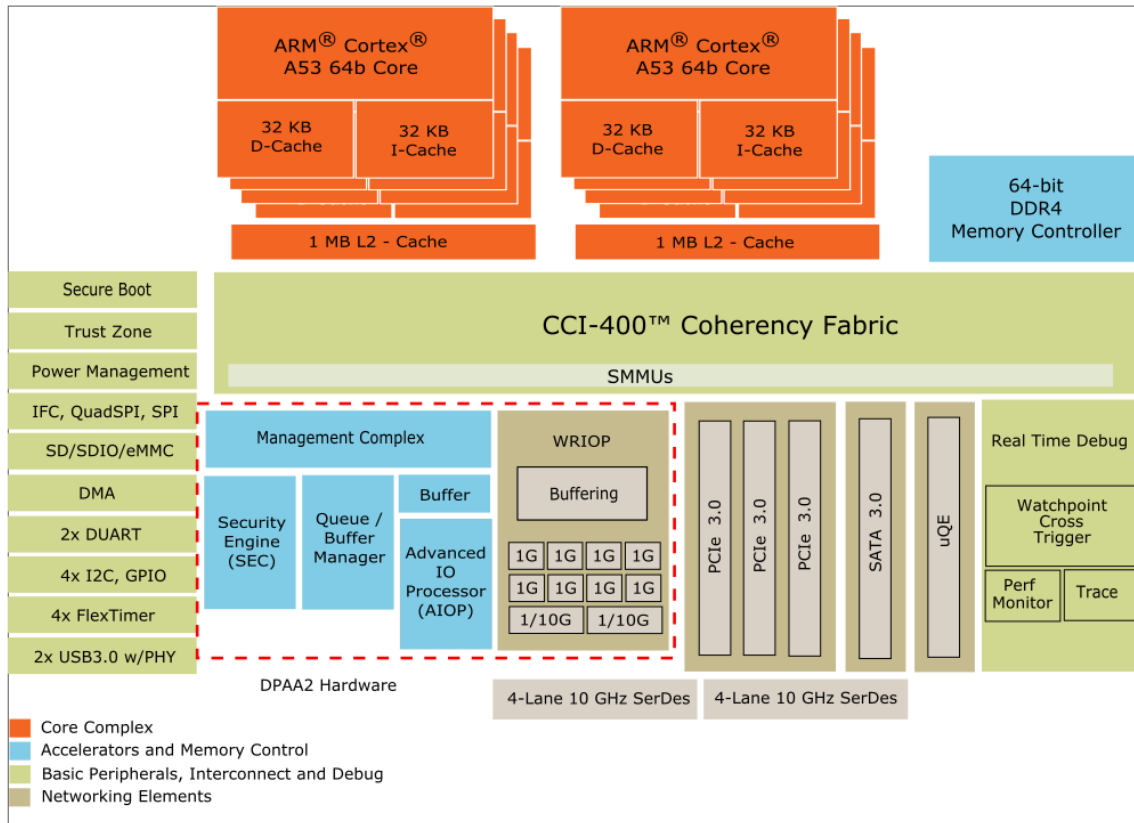 ARM® Cortex®
A53 64b Core
32 KB
D-Cache
32 KB
I-Cache
1 MB L2 - Cache
ARM® Cortex®
A53 64b Core
32 KB
D-Cache
32 KB
I-Cache
1 MB L2 - Cache
64-bit
DDR4
Memory Controller
Secure Boot
Trust Zone
Power Management
IFC, QuadSPI, SPI
SD/SDIO/eMMC
DMA
2x DUART
4x I2C, GPIO
4x FlexTimer
2x USB3.0 w/PHY
CCI-400™ Coherency Fabric
SMMUs
Management Complex
Security
Engine
(SEC)
Queue /
Buffer
Manager
Buffer
Advanced
IO
Processor
(AIOP)
WRIOP
Buffering
1G 1G 1G 1G
1G 1G 1G 1G
1/10G 1/10G
PCIe 3.0
PCIe 3.0
PCIe 3.0
SATA 3.0
uQE
Real Time Debug
Watchpoint
Cross
Trigger
Perf
Monitor
Trace
DPAA2 Hardware
4-Lane 10 GHz SerDes
4-Lane 10 GHz SerDes
Core Complex
Accelerators and Memory Control
Basic Peripherals, Interconnect and Debug
Networking Elements